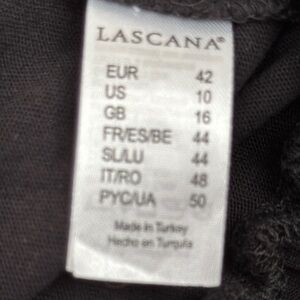 LASCANA®
EUR 42
US 10
GB 16
FR/ES/BE 44
SL/LU 44
IT/RO 48
РУС/UA 50
Made in Turkey
Hecho en Turquía